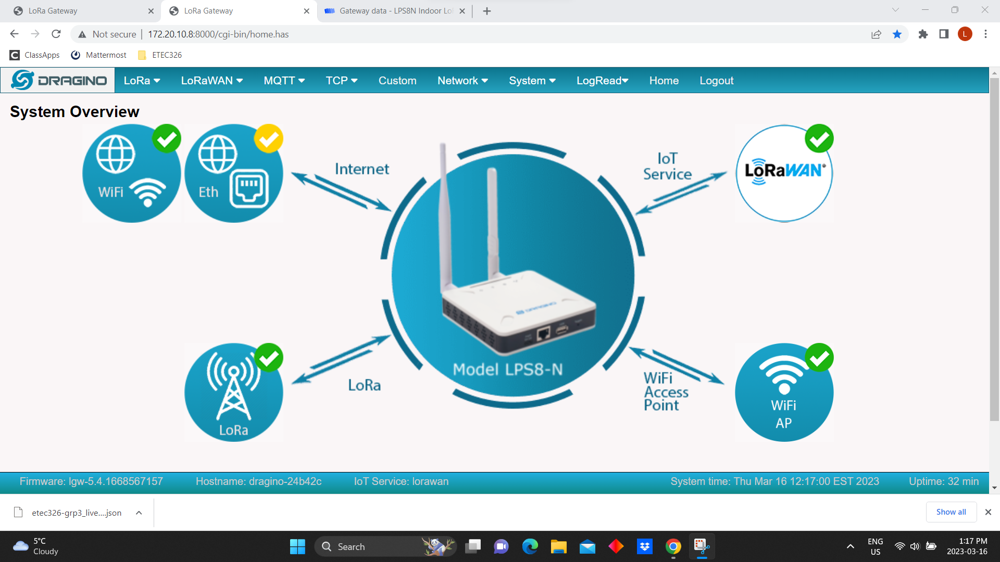 LoRa Gateway
LoRa Gateway
Gateway data - LPS8N Indoor Lo
Not secure
172.20.10.8:8000/cgi-bin/home.has
L
ClassApps
Mattermost
ETEC326
DRAGINO
LoRa
LoRaWAN
MQTT
TCP
Custom
Network
System
LogRead
Home
Logout
System Overview
WiFi
Eth
Internet
IoT
Service
LoRaWAN®
DRAGINO
Model LPS8-N
LoRa
LoRa
WiFi
Access
Point
WiFi
AP
Firmware: lgw-5.4.1668567157
Hostname: dragino-24b42c
IoT Service: lorawan
System time: Thu Mar 16 12:17:00 EST 2023
Uptime: 32 min
etec326-grp3_live....json
Show all
5°C
Cloudy
Search
ENG
US
1:17 PM
2023-03-16